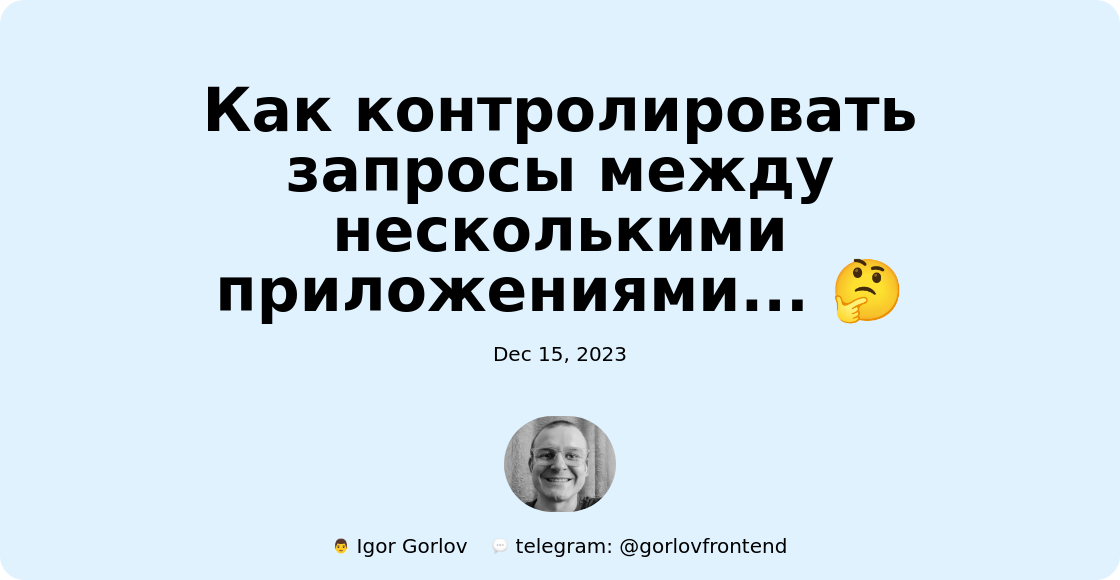 Как контролировать
запросы между
несколькими
приложениями... 🤔
Dec 15, 2023
👨 Igor Gorlov 💬 telegram: @gorlovfrontend